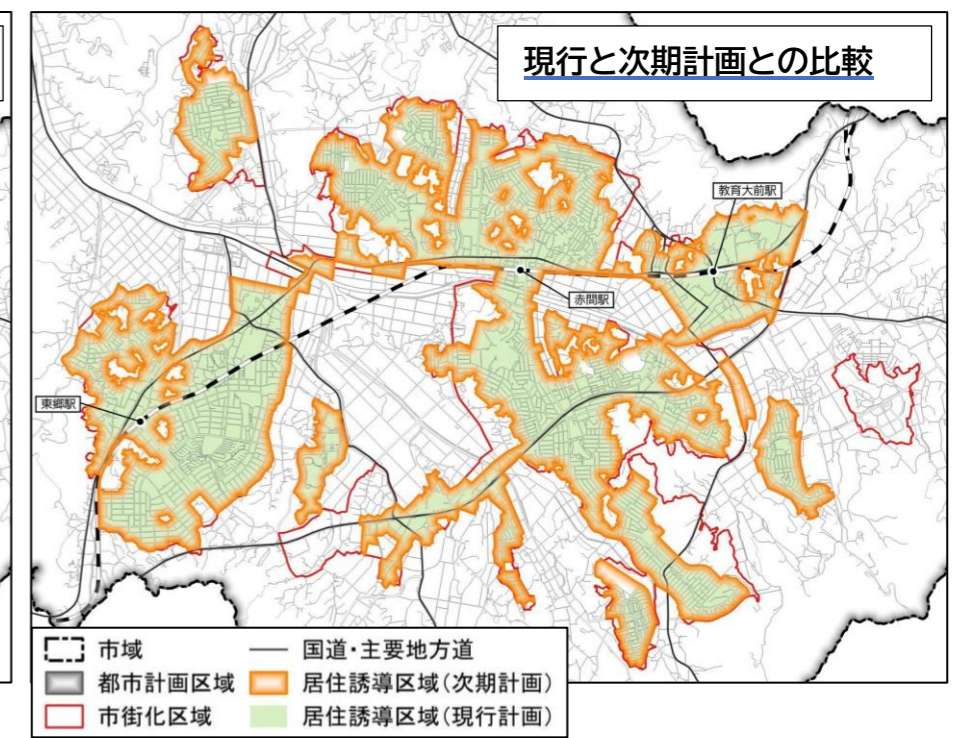 現行と次期計画との比較
教育大前駅
赤間駅
東郷駅
市域
国道・主要地方道
都市計画区域
居住誘導区域(次期計画)
市街化区域
居住誘導区域(現行計画)